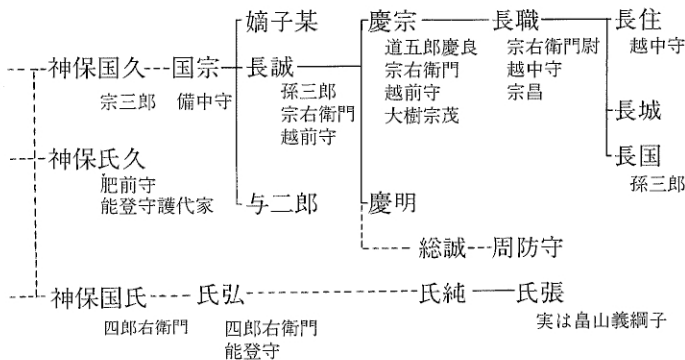 嫡子某
慶宗
長職
長住
道五郎慶良
宗右衛門尉
越中守
神保国久
国宗
長誠
宗右衛門
越中守
宗三郎
備中守
孫三郎
越前守
宗昌
宗右衛門
大樹宗茂
長城
越前守
神保氏久
長国
肥前守
孫三郎
能登守護代家
与二郎
慶明
総誠
周防守
神保国氏
氏弘
氏純
氏張
四郎右衛門
四郎右衛門
実は畠山義綱子
能登守